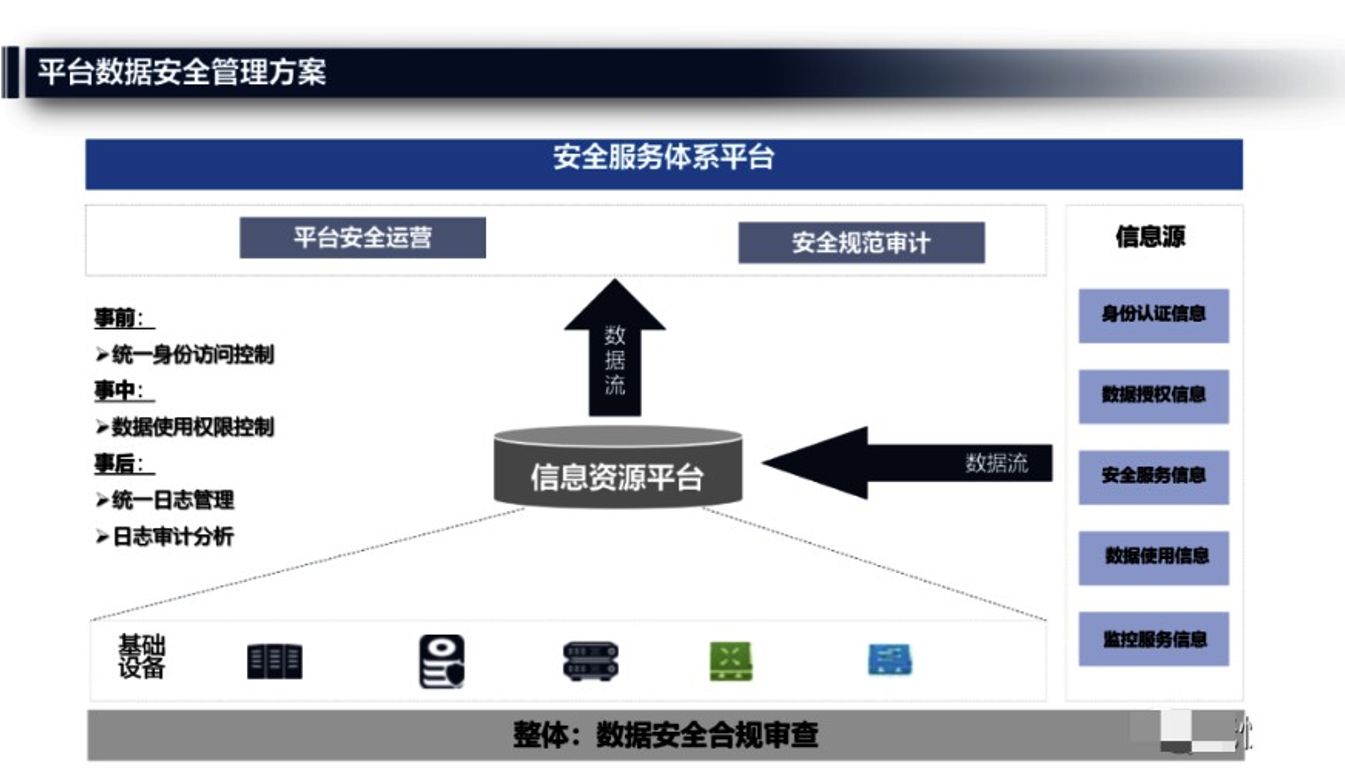 平台数据安全管理方案
安全服务体系平台
平台安全运营
安全规范审计
信息源
身份认证信息
数据授权信息
安全服务信息
数据使用信息
监控服务信息
事前：
➢统一身份访问控制
事中：
➢数据使用权限控制
事后：
➢统一日志管理
➢日志审计分析
数据流
信息资源平台
数据流
基础
设备
整体：数据安全合规审查